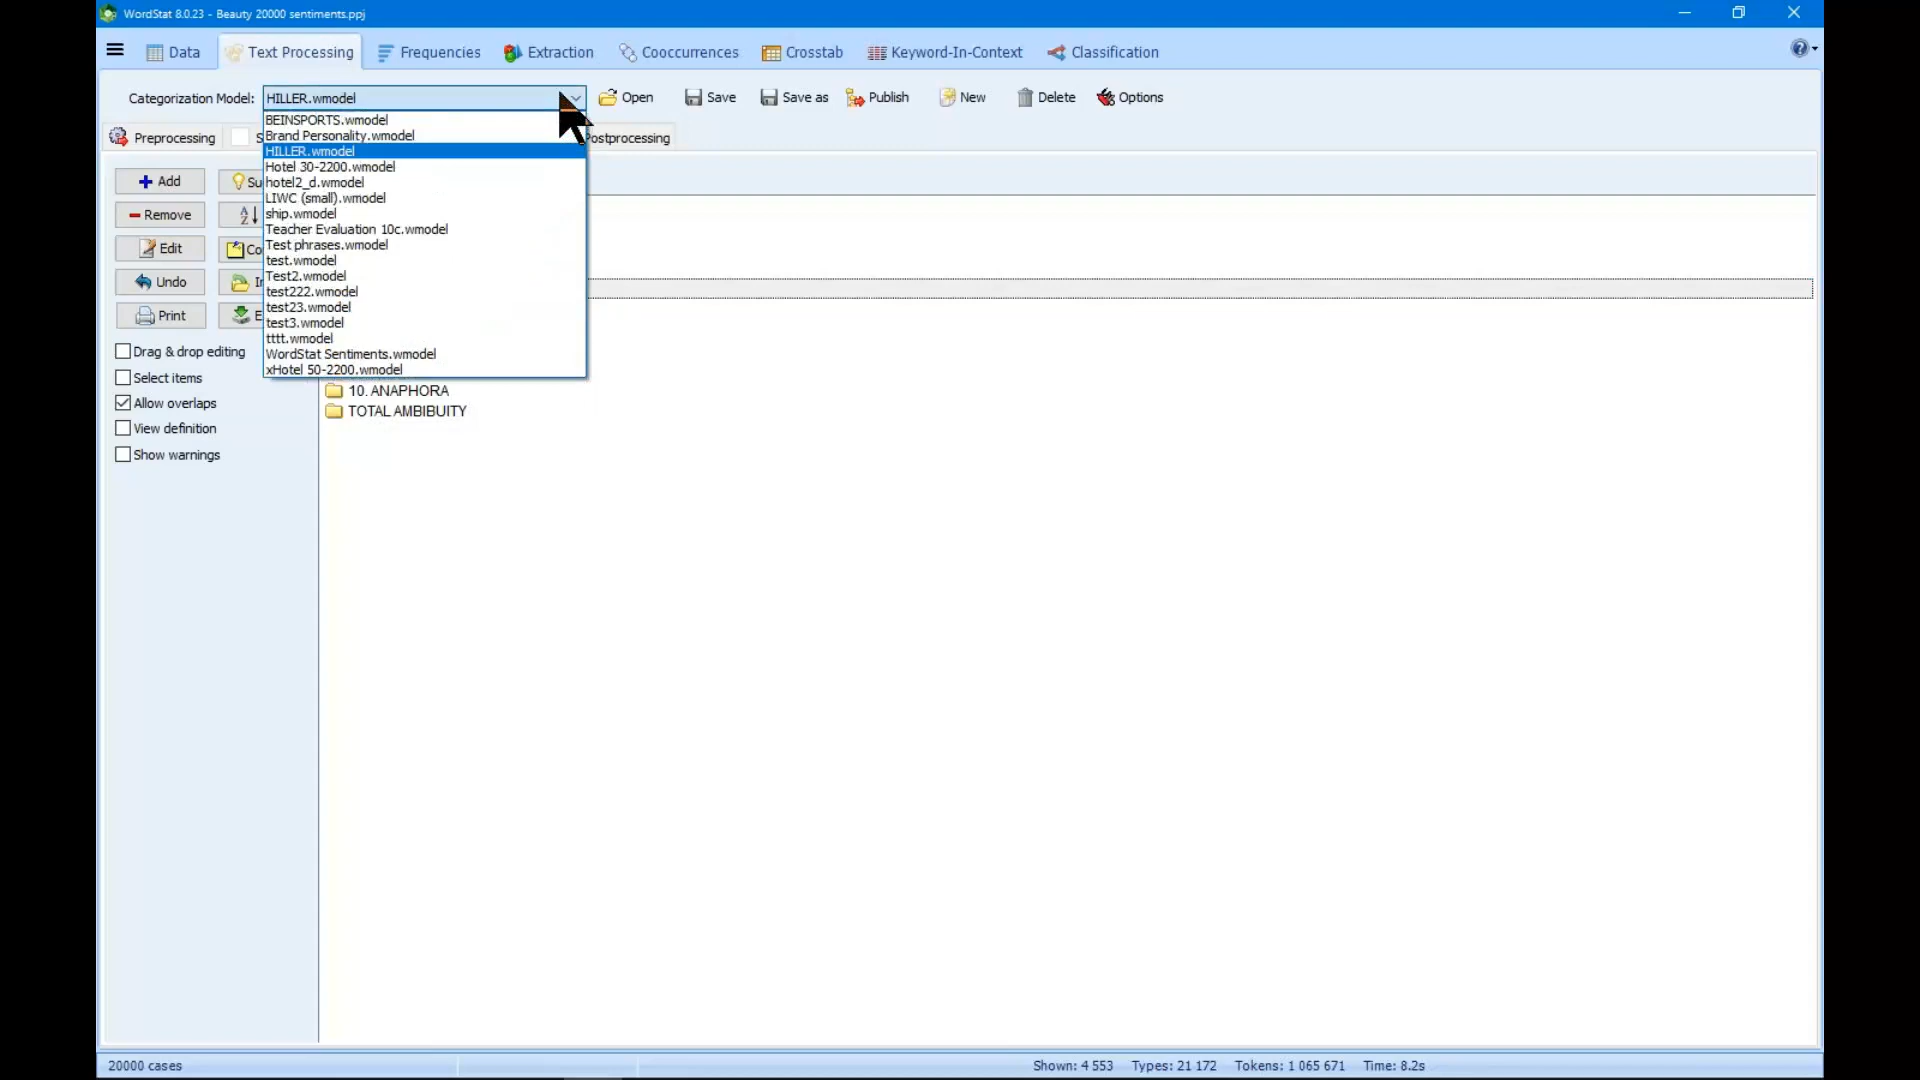 WordStat 8.0.23 - Beauty 20000 sentiments.ppj
Data Text Processing Frequencies Extraction Cooccurrences Crosstab Keyword-In-Context Classification
Categorization Model: HILLER.wmodel Open Save Save as Publish New Delete Options
BEINSPORTS.wmodel
Brand Personality.wmodel
HILLER.wmodel
Hotel 30-2200.wmodel
hotel2_d.wmodel
LIWC (small).wmodel
ship.wmodel
Teacher Evaluation 10c.wmodel
Test phrases.wmodel
test.wmodel
Test2.wmodel
test222.wmodel
test23.wmodel
test3.wmodel
tttt.wmodel
WordStat Sentiments.wmodel
xHotel 50-2200.wmodel
Preprocessing Postprocessing
Add
Remove
Edit
Undo
Print
Drag & drop editing
Select items
Allow overlaps
View definition
Show warnings
10. ANAPHORA
TOTAL AMBIBUITY
20000 cases Shown: 4 553 Types: 21 172 Tokens: 1 065 671 Time: 8.2s